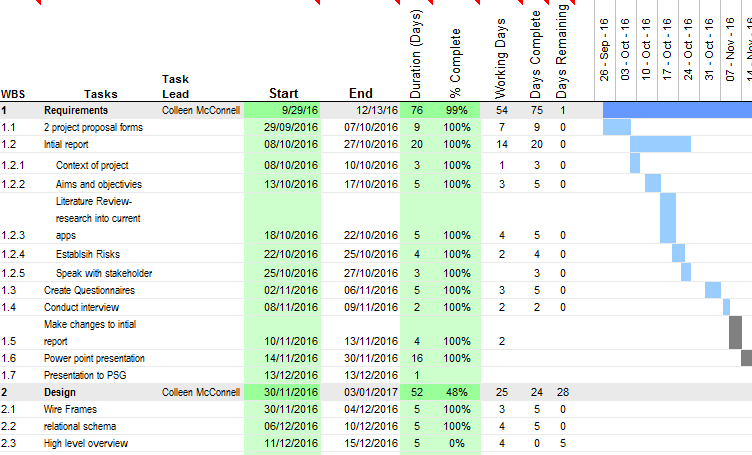 Duration (Days) % Complete Working Days Days Complete Days Remaining 26 - Sep - 16 03 - Oct - 16 10 - Oct - 16 17 - Oct - 16 24 - Oct - 16 31 - Oct - 16 07 - Nov - 16 14 - Nov - 16
WBS Tasks Task Lead Start End
1 Requirements Colleen McConnell 9/29/16 12/13/16 76 99% 54 75 1
1.1 2 project proposal forms 29/09/2016 07/10/2016 9 100% 7 9 0
1.2 Intial report 08/10/2016 27/10/2016 20 100% 14 20 0
1.2.1 Context of project 08/10/2016 10/10/2016 3 100% 1 3 0
1.2.2 Aims and objectivies 13/10/2016 17/10/2016 5 100% 3 5 0
Literature Review-
research into current
1.2.3 apps 18/10/2016 22/10/2016 5 100% 4 5 0
1.2.4 Establsih Risks 22/10/2016 25/10/2016 4 100% 2 4 0
1.2.5 Speak with stakeholder 25/10/2016 27/10/2016 3 100% 3 0
1.3 Create Questionnaires 02/11/2016 06/11/2016 5 100% 3 5 0
1.4 Conduct interview 08/11/2016 09/11/2016 2 100% 2 2 0
Make changes to intial
1.5 report 10/11/2016 13/11/2016 4 100% 2
1.6 Power point presentation 14/11/2016 30/11/2016 16 100%
1.7 Presentation to PSG 13/12/2016 13/12/2016 1
2 Design Colleen McConnell 30/11/2016 03/01/2017 52 48% 25 24 28
2.1 Wire Frames 30/11/2016 04/12/2016 5 100% 3 5 0
2.2 relational schema 06/12/2016 10/12/2016 5 100% 4 5 0
2.3 High level overview 11/12/2016 15/12/2016 5 0% 4 0 5